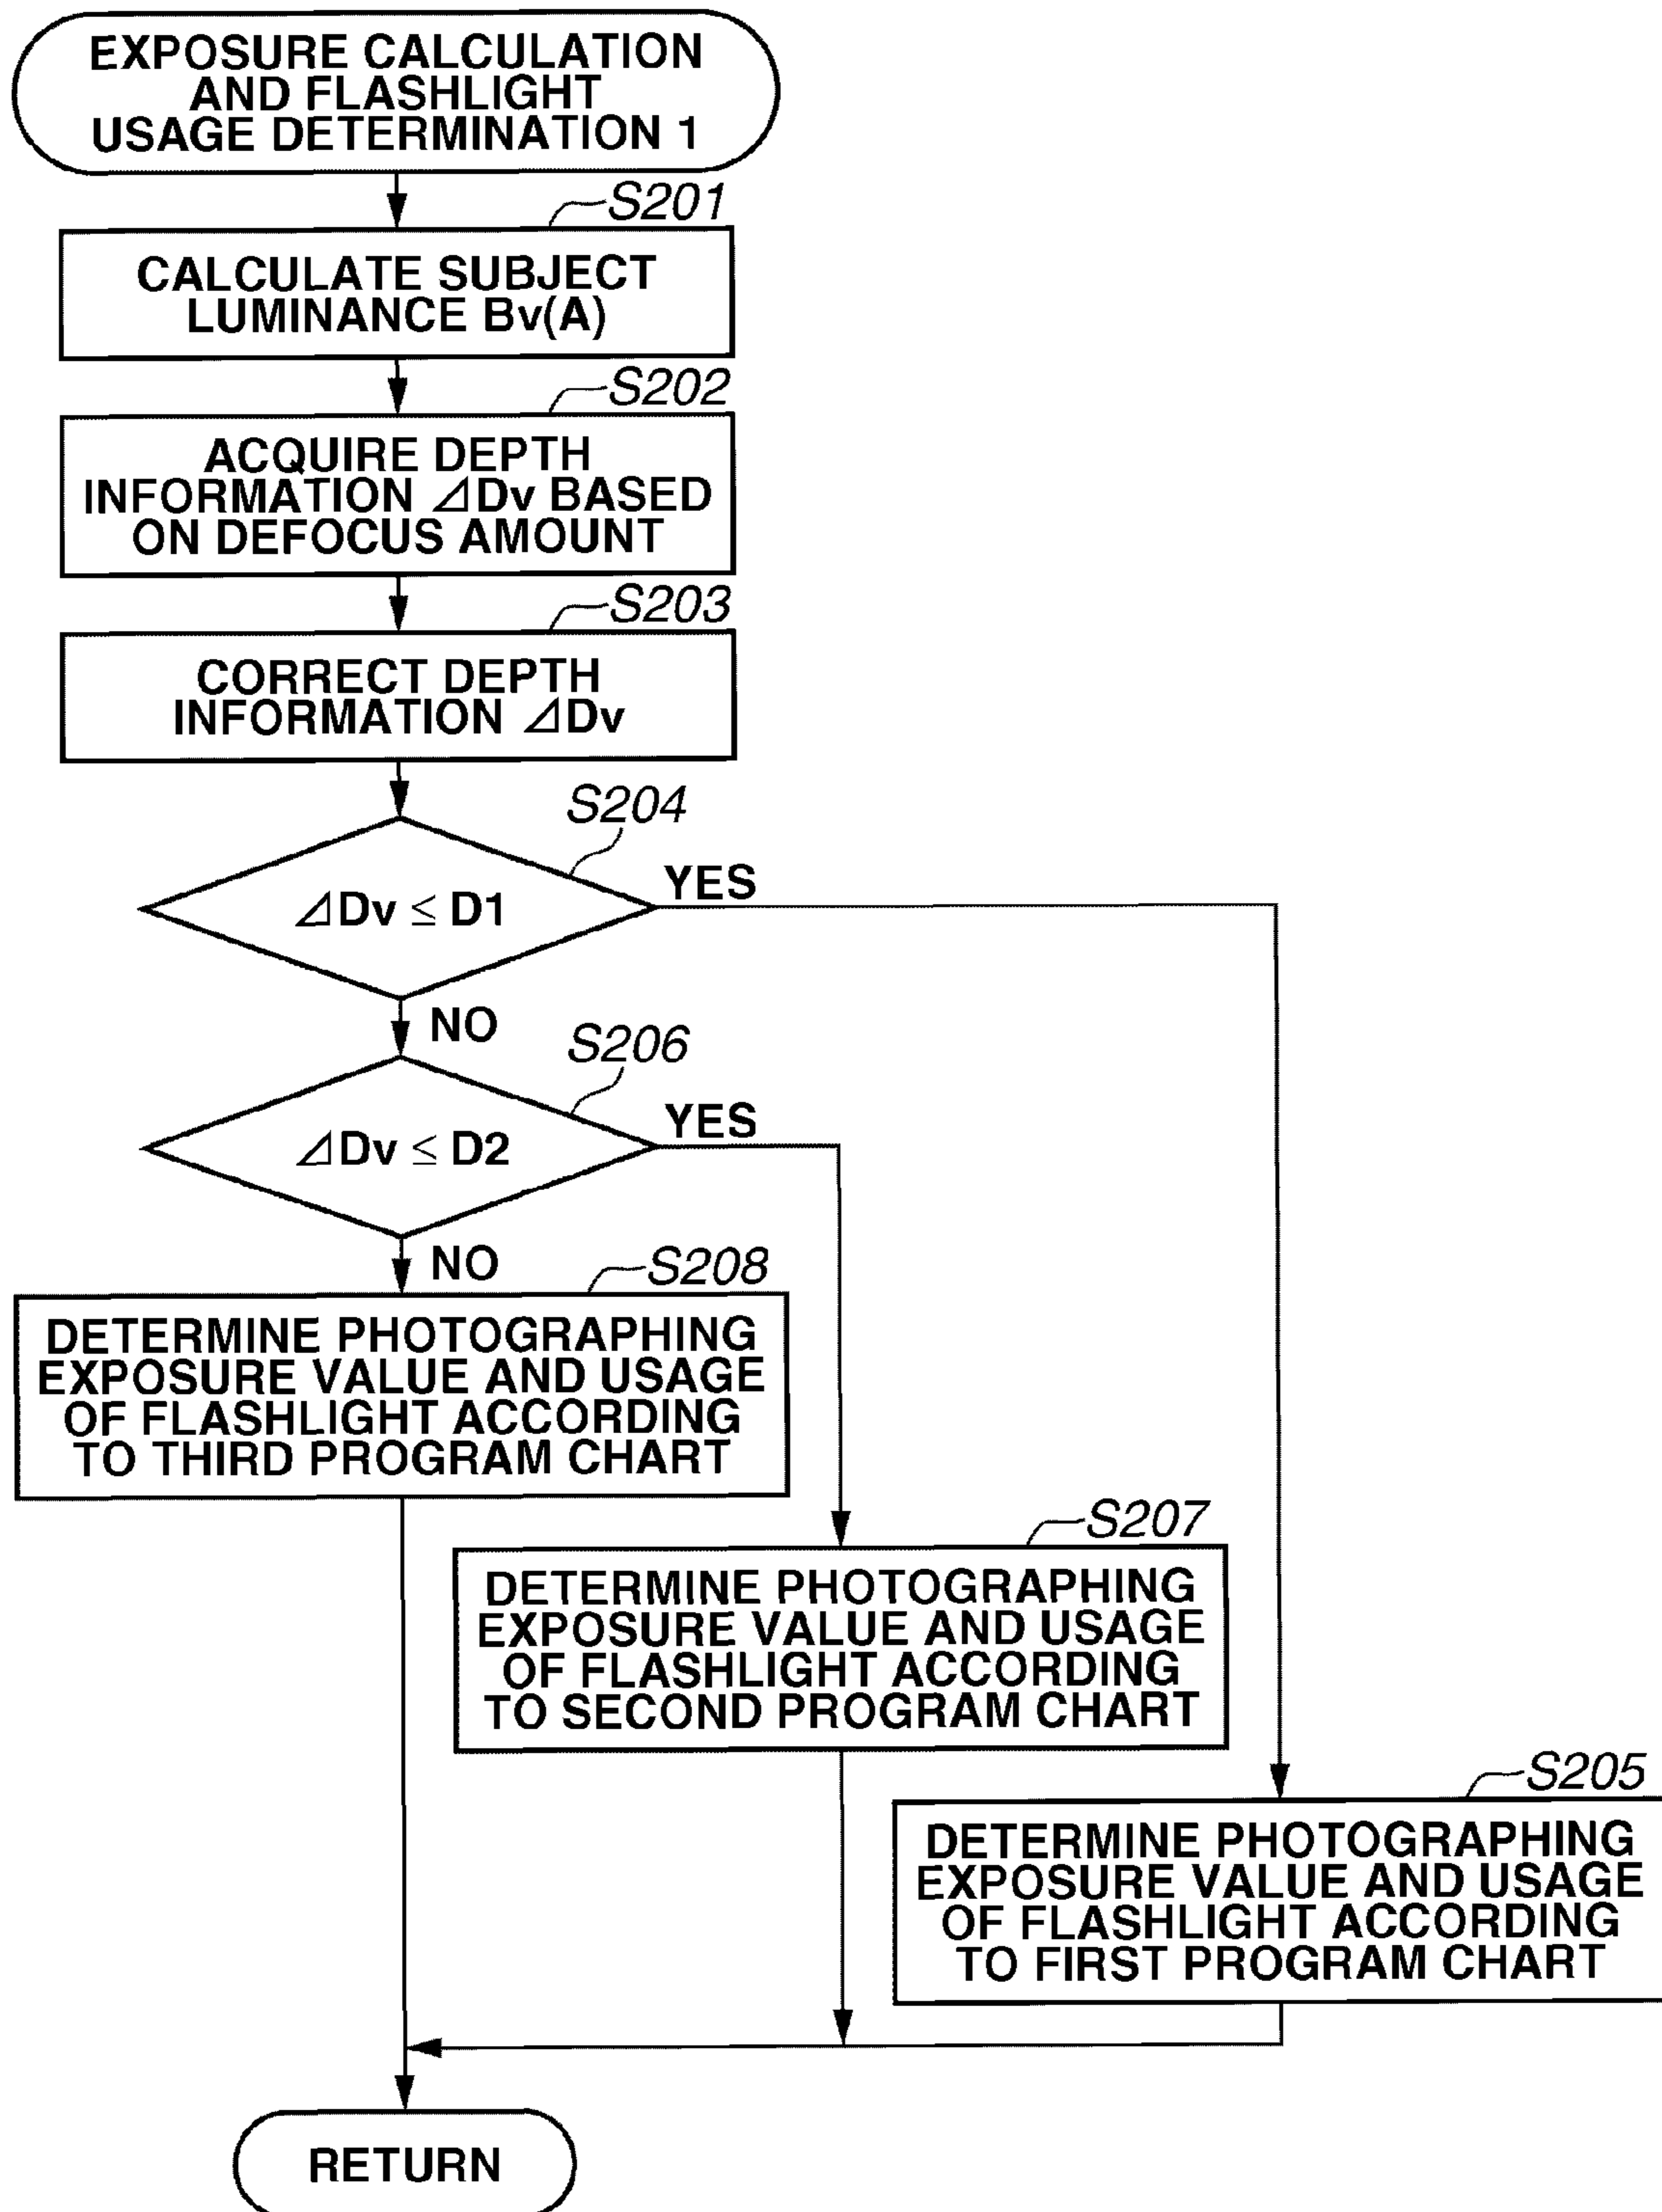 EXPOSURE CALCULATION
AND FLASHLIGHT
USAGE DETERMINATION 1
S201
CALCULATE SUBJECT
LUMINANCE Bv(A)
S202
ACQUIRE DEPTH
INFORMATION ⊿Dv BASED
ON DEFOCUS AMOUNT
S203
CORRECT DEPTH
INFORMATION ⊿Dv
S204
⊿Dv ≤ D1
YES
NO
S206
⊿Dv ≤ D2
YES
NO
S208
DETERMINE PHOTOGRAPHING
EXPOSURE VALUE AND USAGE
OF FLASHLIGHT ACCORDING
TO THIRD PROGRAM CHART
S207
DETERMINE PHOTOGRAPHING
EXPOSURE VALUE AND USAGE
OF FLASHLIGHT ACCORDING
TO SECOND PROGRAM CHART
S205
DETERMINE PHOTOGRAPHING
EXPOSURE VALUE AND USAGE
OF FLASHLIGHT ACCORDING
TO FIRST PROGRAM CHART
RETURN